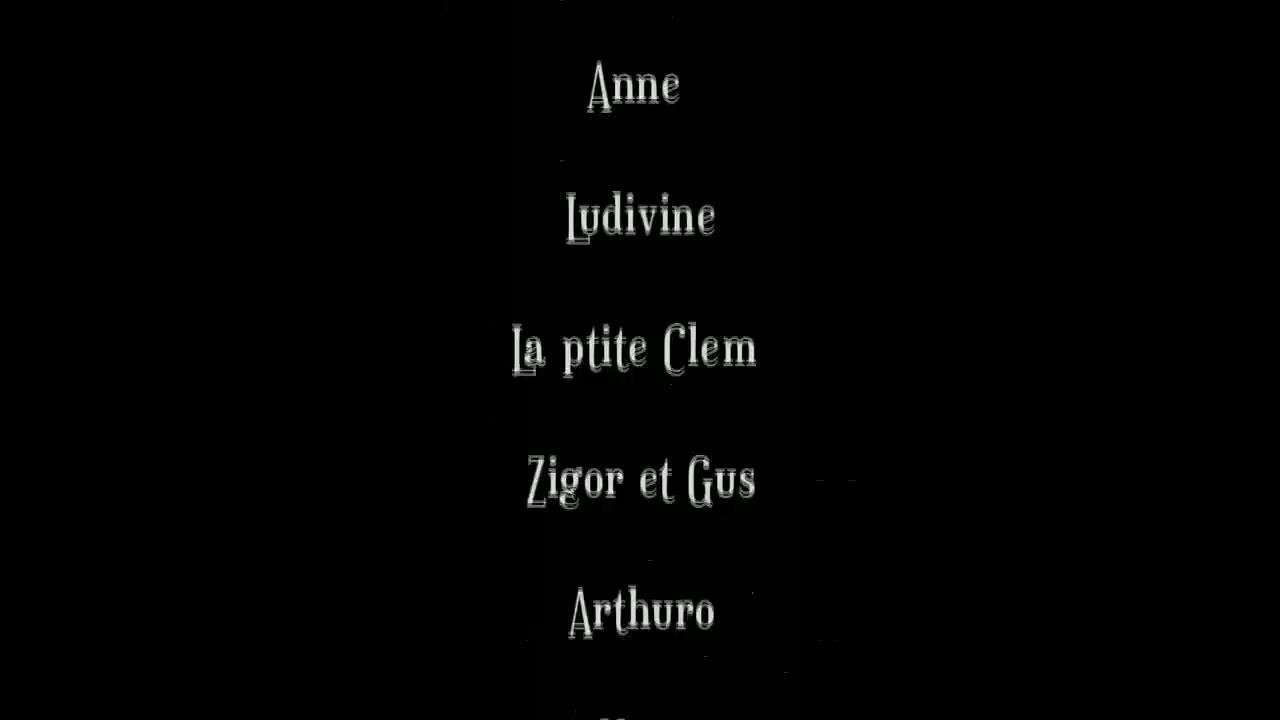 Anne
Ludivine
La ptite Clem
Zigor et Gus
Arthuro